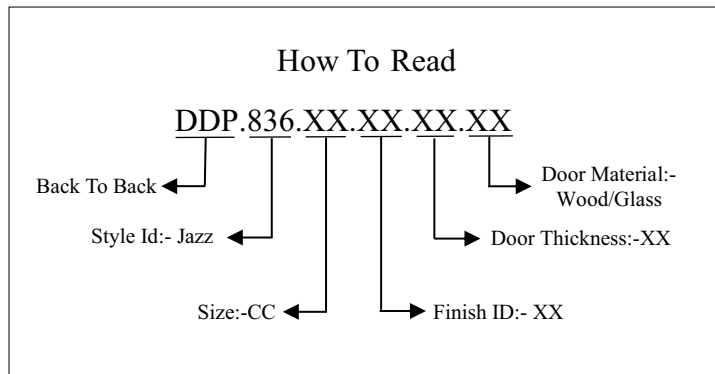 How To Read
DDP.836.XX.XX.XX.XX
Back To Back
Door Material:-
Wood/Glass
Style Id:- Jazz
Door Thickness:-XX
Size:-CC
Finish ID:- XX